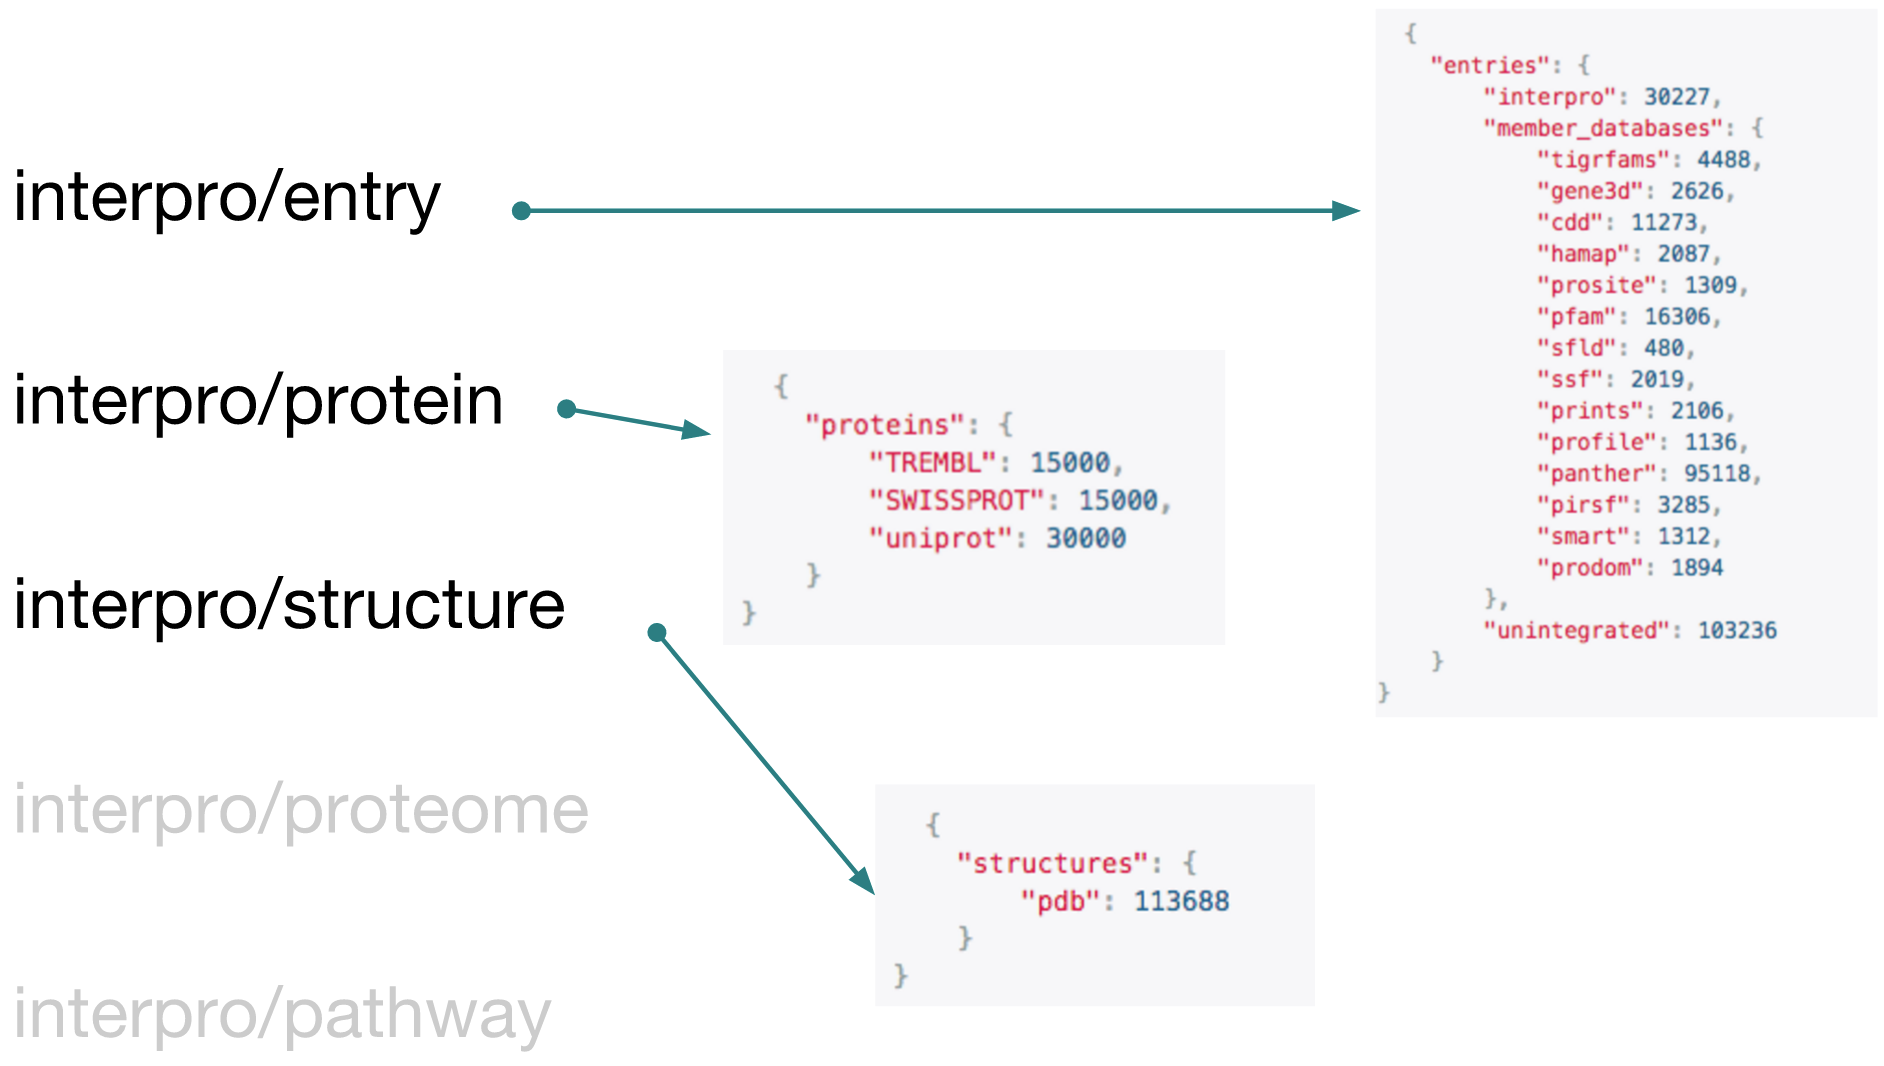 interpro/entry
interpro/protein
interpro/structure
interpro/proteome
interpro/pathway
{
"proteins": {
"TREMBL": 15000,
"SWISSPROT": 15000,
"uniprot": 30000
}
}
{
"structures": {
"pdb": 113688
}
}
{
"entries": {
"interpro": 30227,
"member_databases": {
"tigrfams": 4488,
"gene3d": 2626,
"cdd": 11273,
"hamap": 2087,
"prosite": 1309,
"pfam": 16306,
"sfld": 480,
"ssf": 2019,
"prints": 2106,
"profile": 1136,
"panther": 95118,
"pirsf": 3285,
"smart": 1312,
"prodom": 1894
},
"unintegrated": 103236
}
}